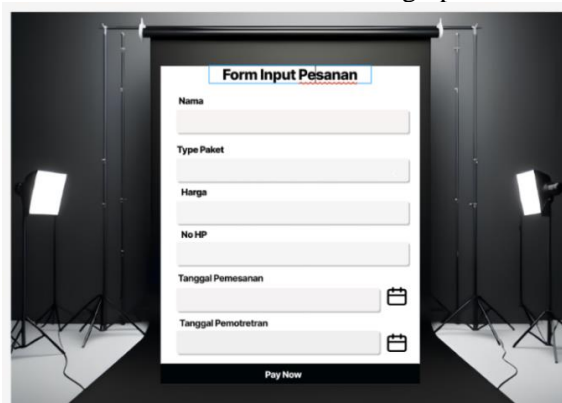 Form Input Pesanan
Nama
Type Paket
Harga
No HP
Tanggal Pemesanan
Tanggal Pemotretran
Pay Now